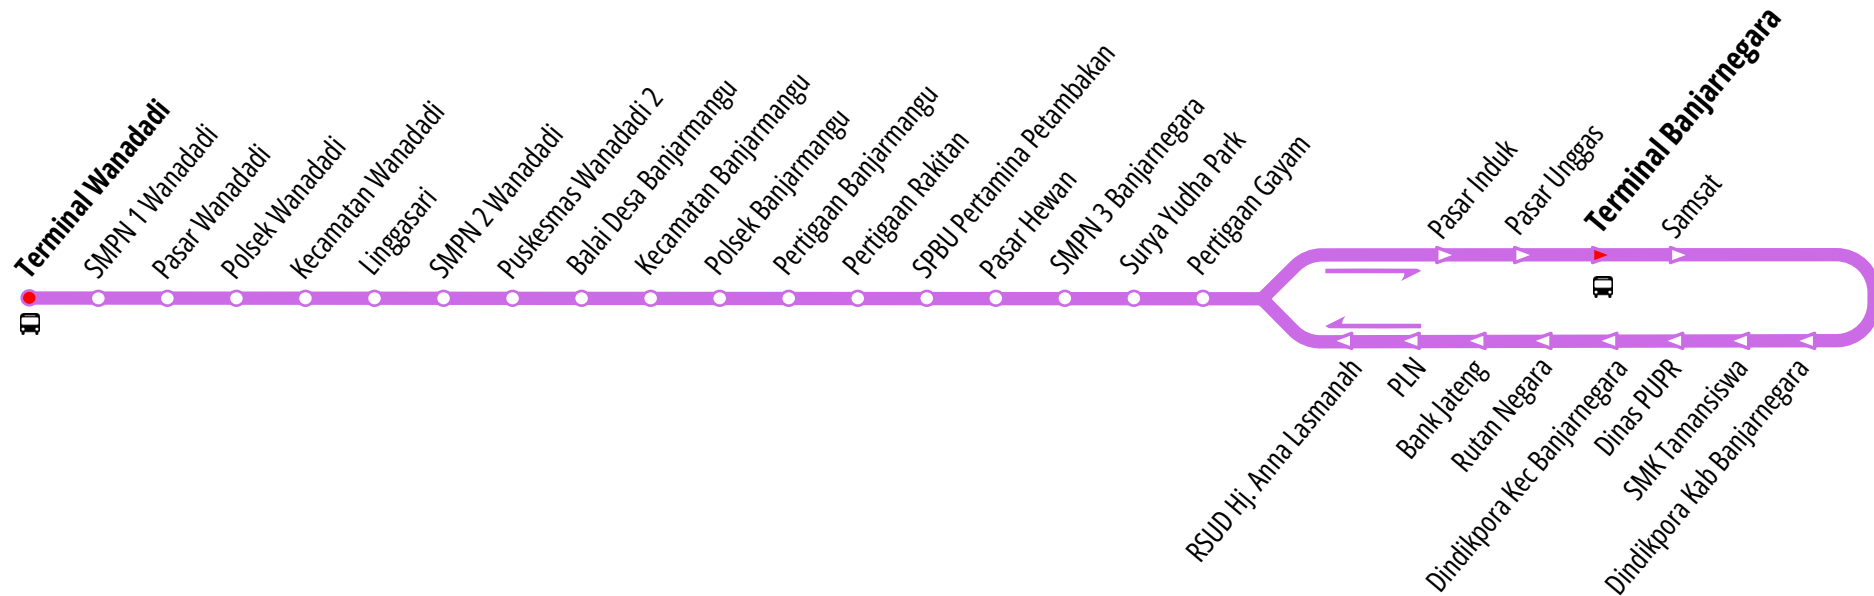 Terminal Wanadadi
SMPN 1 Wanadadi
Pasar Wanadadi
Polsek Wanadadi
Kecamatan Wanadadi
Linggasari
SMPN 2 Wanadadi
Puskesmas Wanadadi 2
Balai Desa Banjarmangu
Kecamatan Banjarmangu
Polsek Banjarmangu
Pertigaan Banjarmangu
Pertigaan Rakitan
SPBU Pertamina Petambakan
Pasar Hewan
SMPN 3 Banjarnegara
Surya Yudha Park
Pertigaan Gayam
Pasar Induk
Pasar Unggas
Terminal Banjarnegara
Samsat
RSUD Hj. Anna Lasmanah
PLN
Bank Jateng
Rutan Negara
Dindikpora Kec Banjarnegara
Dinas PUPR
SMK Tamansiswa
Dindikpora Kab Banjarnegara